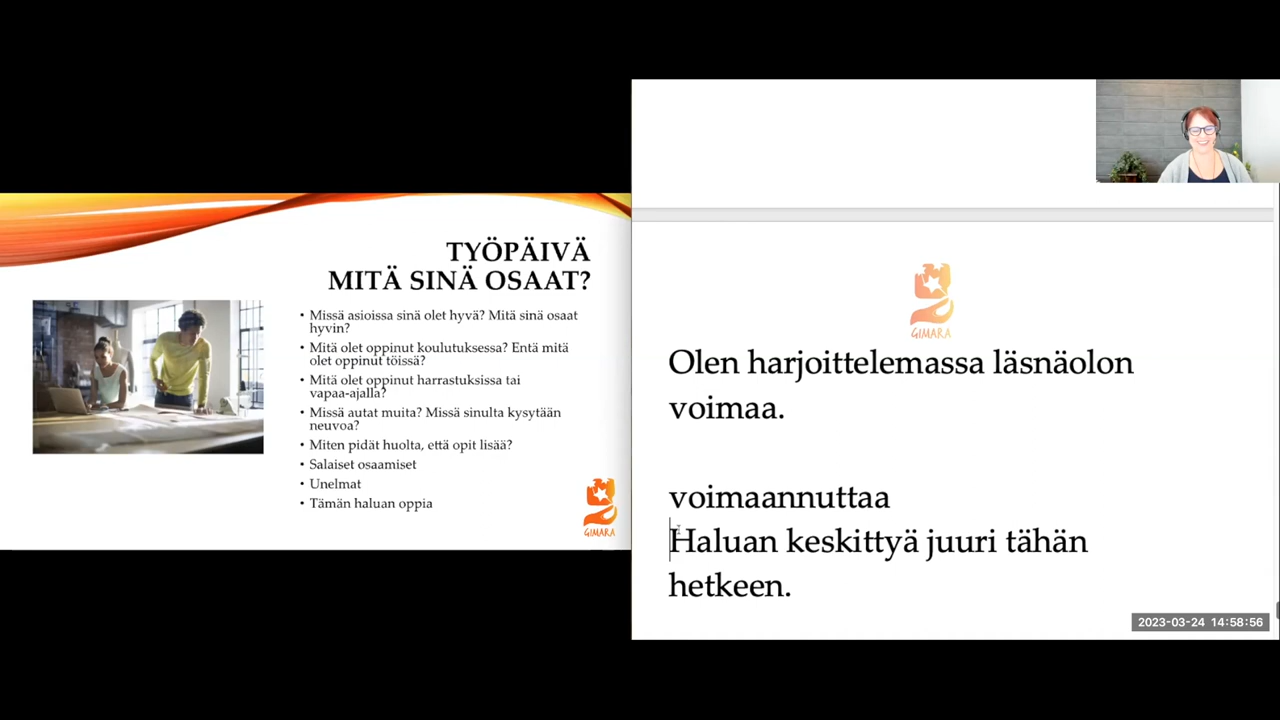 TYÖPÄIVÄ
MITÄ SINÄ OSAAT?
• Missä asioissa sinä olet hyvä? Mitä sinä osaat
hyvin?
• Mitä olet oppinut koulutuksessa? Entä mitä
olet oppinut töissä?
• Mitä olet oppinut harrastuksissa tai
vapaa-ajalla?
• Missä autat muita? Missä sinulta kysytään
neuvoa?
• Miten pidät huolta, että opit lisää?
• Salaiset osaamiset
• Unelmat
• Tämän haluan oppia
GIMARA
GIMARA
Olen harjoittelemassa läsnäolon
voimaa.
voimaannuttaa
Haluan keskittyä juuri tähän
hetkeen.
2023-03-24 14:58:56